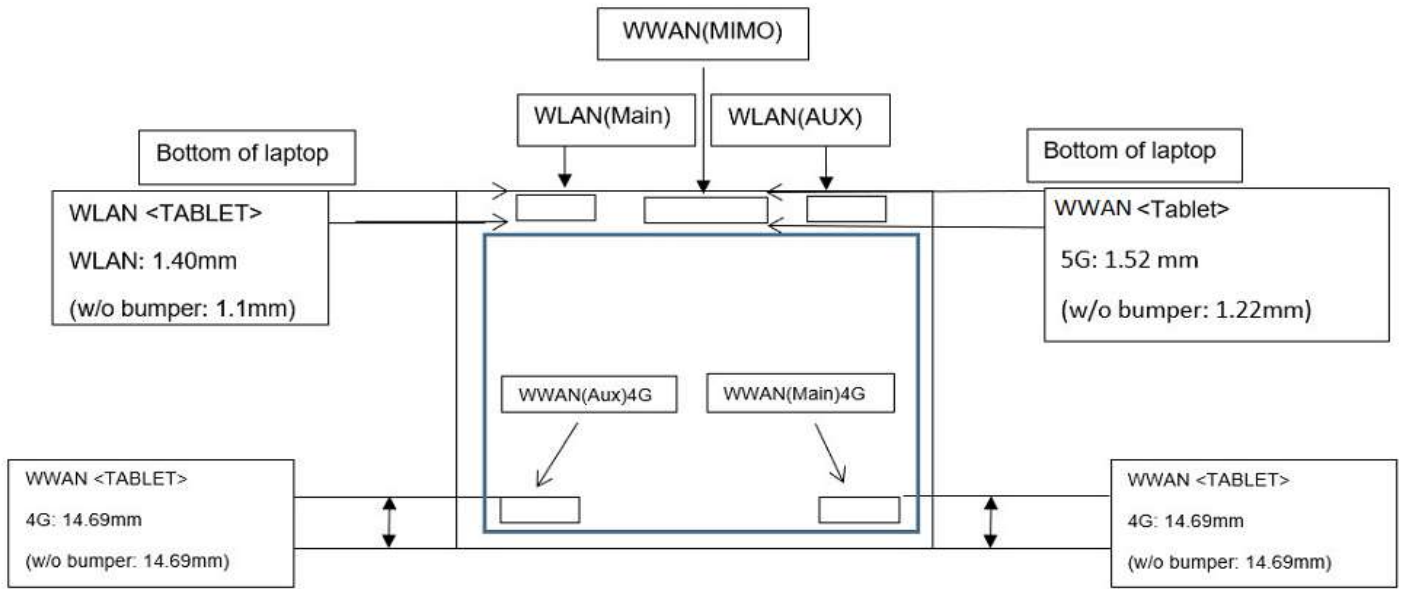 WWAN(MIMO)
WLAN(Main)
WLAN(AUX)
Bottom of laptop
Bottom of laptop
WLAN <TABLET>
WLAN: 1.40mm
(w/o bumper: 1.1mm)
WWAN <Tablet>
5G: 1.52 mm
(w/o bumper: 1.22mm)
WWAN(Aux)4G
WWAN(Main)4G
WWAN <TABLET>
4G: 14.69mm
(w/o bumper: 14.69mm)
WWAN <TABLET>
4G: 14.69mm
(w/o bumper: 14.69mm)